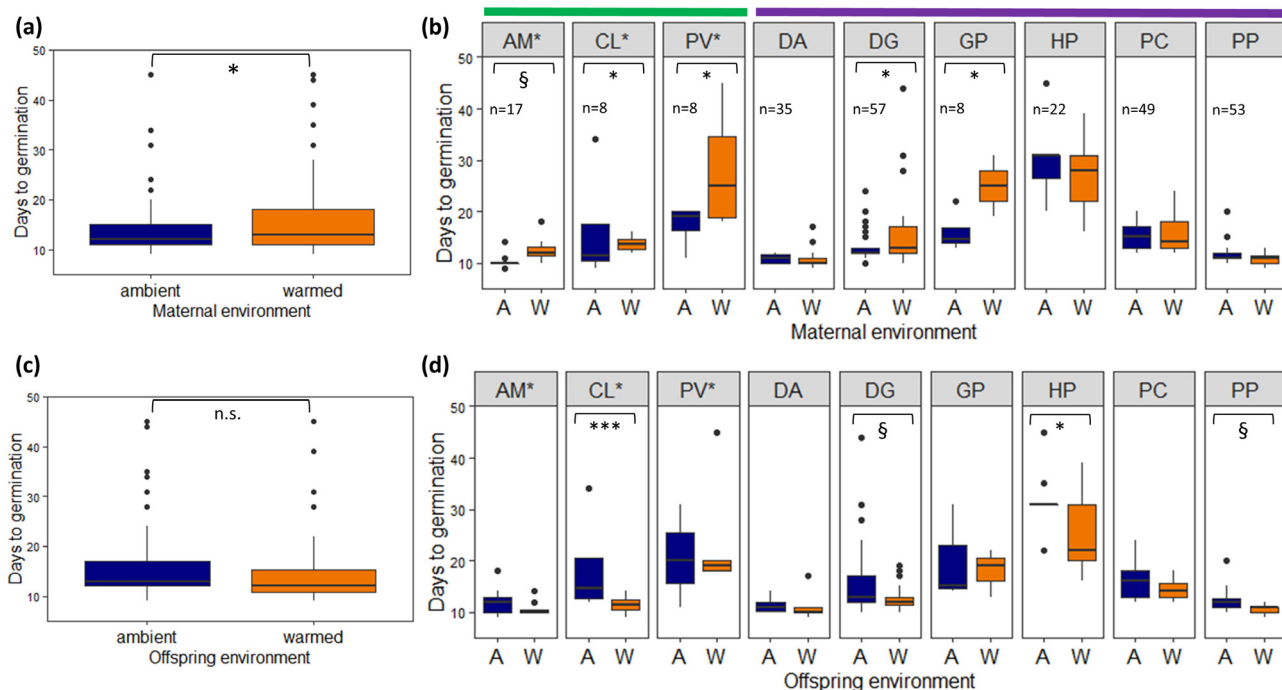 (a)
*
Days to germination
50
40
30
20
10
ambient warmed
Maternal environment
(b)
AM* CL* PV* DA DG GP HP PC PP
§ * * * *
n=17 n=8 n=8 n=35 n=57 n=8 n=22 n=49 n=53
Days to germination
50
40
30
20
10
A W A W A W A W A W A W A W A W A W
Maternal environment
(c)
n.s.
Days to germination
50
40
30
20
10
ambient warmed
Offspring environment
(d)
AM* CL* PV* DA DG GP HP PC PP
*** § * §
Days to germination
50
40
30
20
10
A W A W A W A W A W A W A W A W A W
Offspring environment